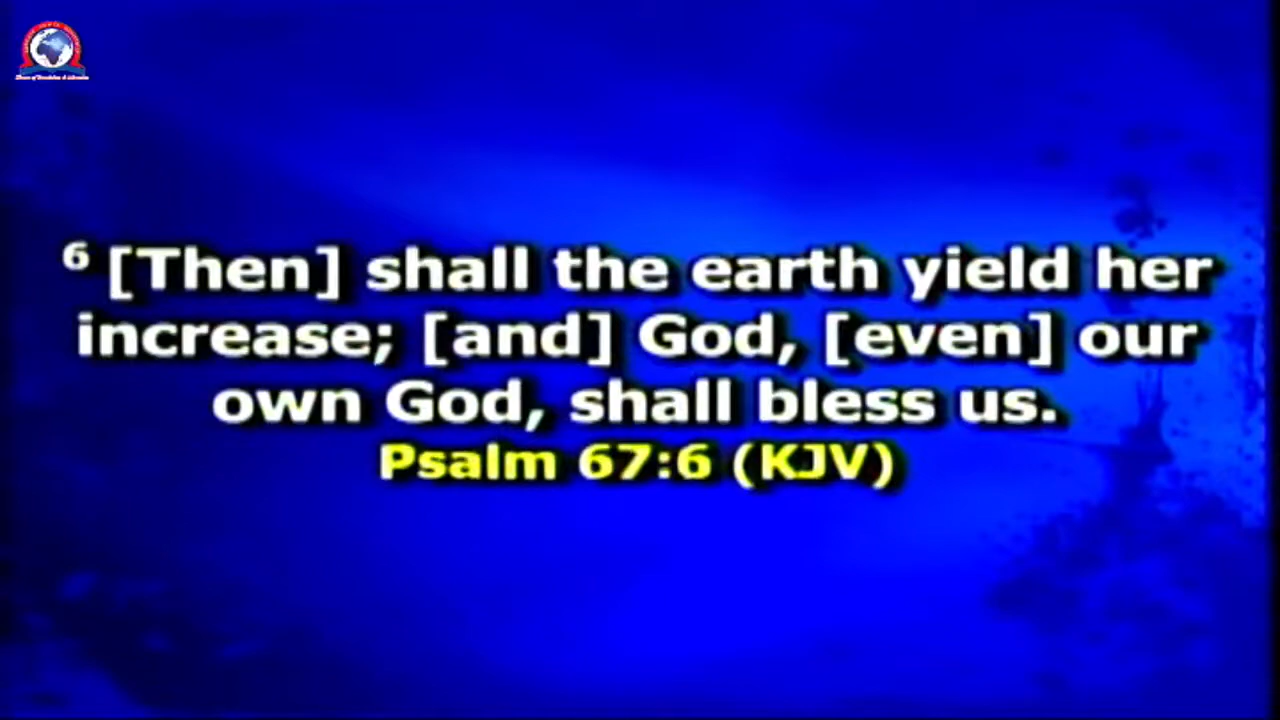 ⁶ [Then] shall the earth yield her
increase; [and] God, [even] our
own God, shall bless us.
Psalm 67:6 (KJV)